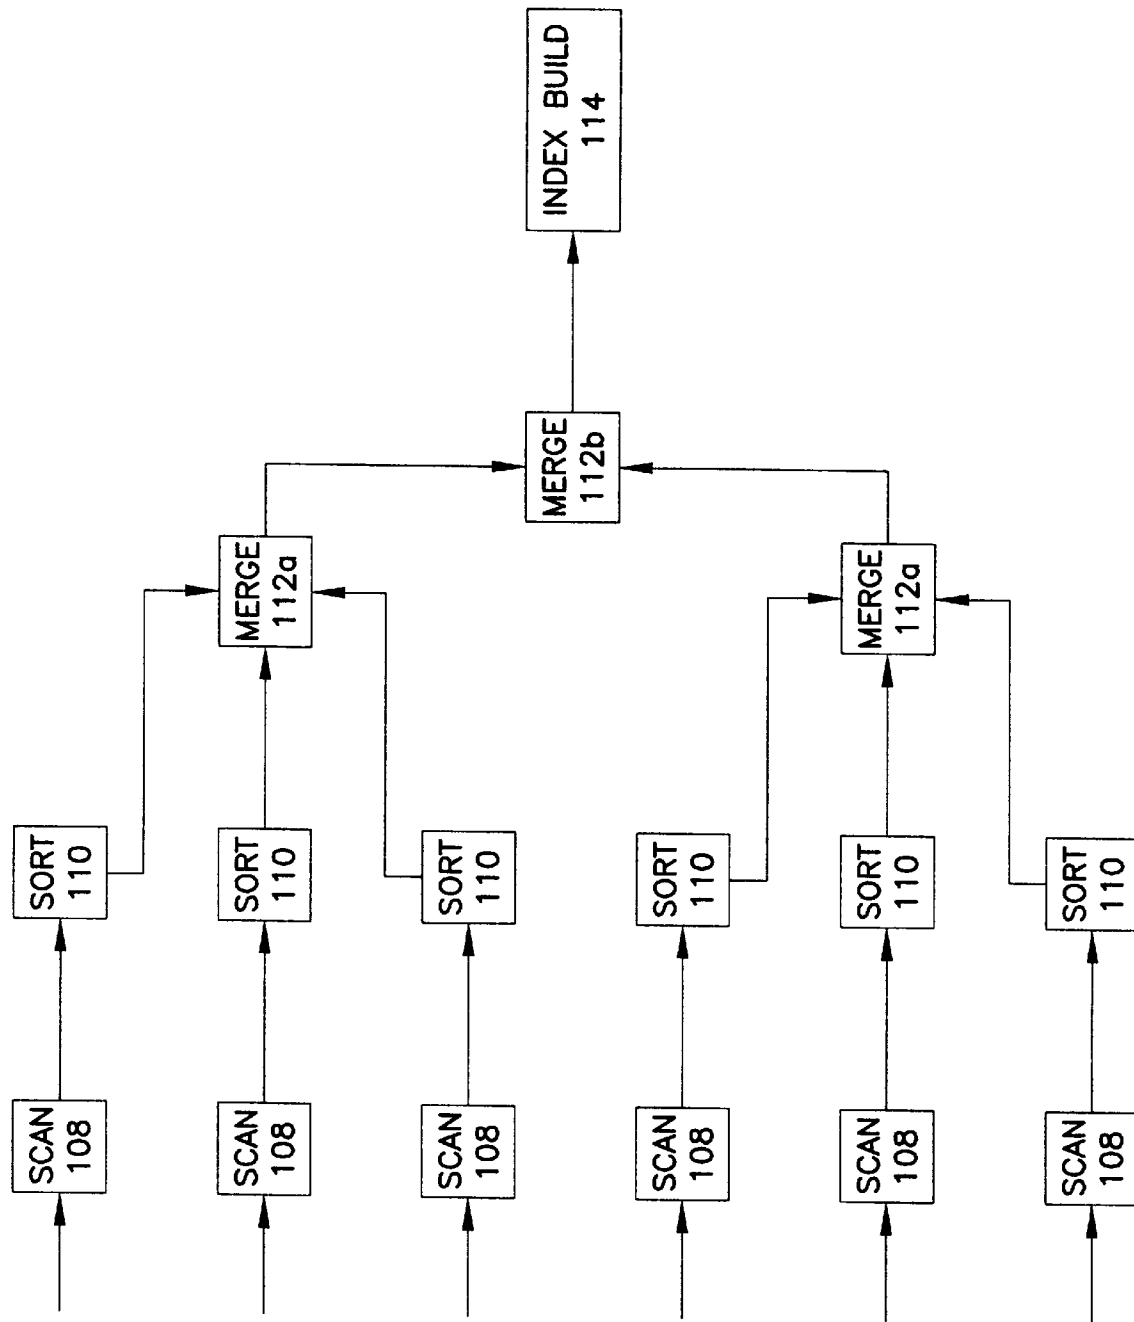 SCAN
108
SORT
110
SCAN
108
SORT
110
SCAN
108
SORT
110
MERGE
112a
SCAN
108
SORT
110
SCAN
108
SORT
110
SCAN
108
SORT
110
MERGE
112a
MERGE
112b
INDEX BUILD
114